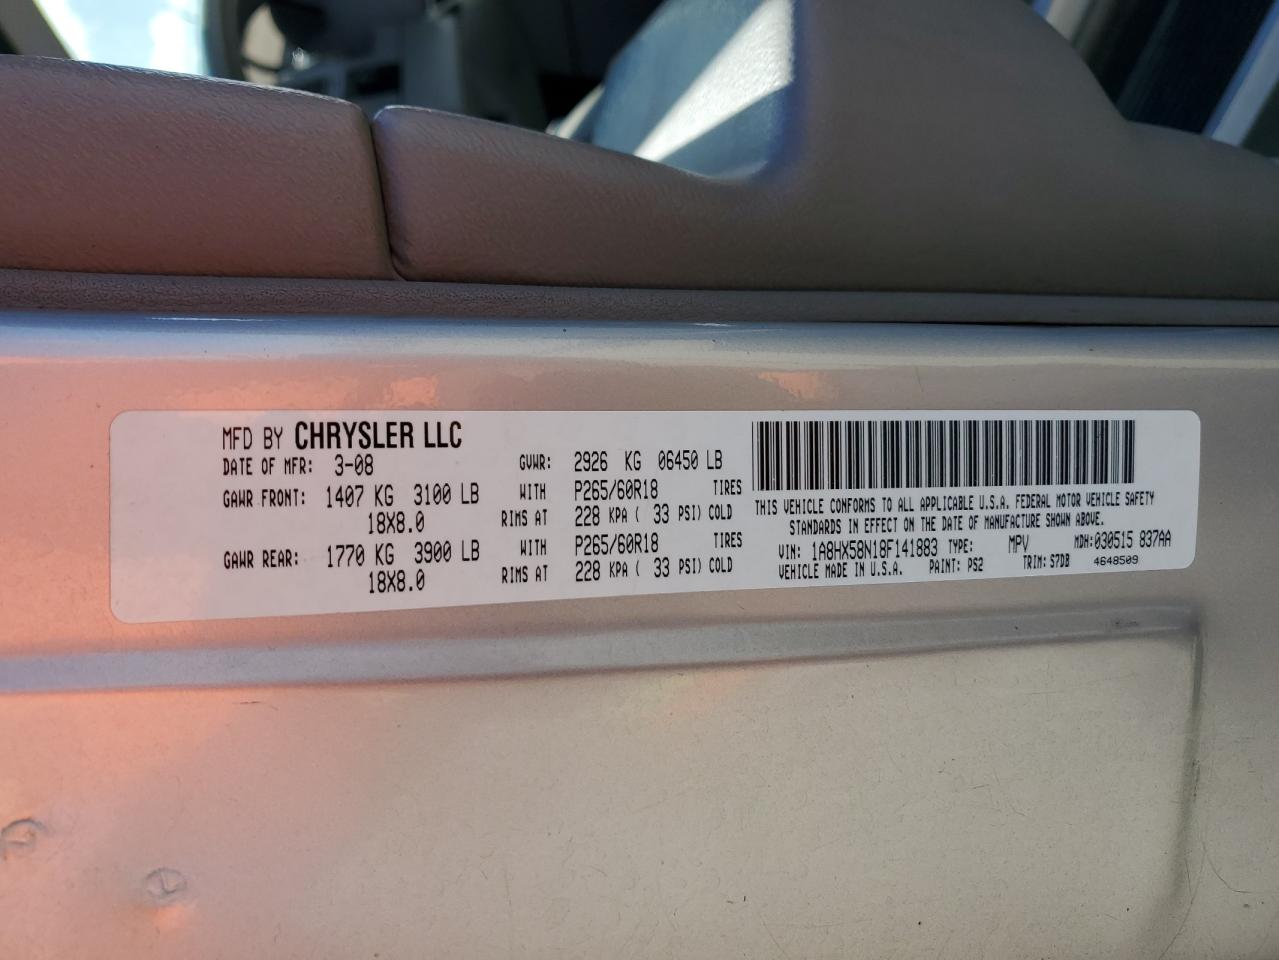 MFD BY CHRYSLER LLC
DATE OF MFR: 3-08 GVWR: 2926 KG 06450 LB
GAWR FRONT: 1407 KG 3100 LB WITH P265/60R18 TIRES
18X8.0 RIMS AT 228 KPA ( 33 PSI) COLD
GAWR REAR: 1770 KG 3900 LB WITH P265/60R18 TIRES
18X8.0 RIMS AT 228 KPA ( 33 PSI) COLD
THIS VEHICLE CONFORMS TO ALL APPLICABLE U.S.A. FEDERAL MOTOR VEHICLE SAFETY
STANDARDS IN EFFECT ON THE DATE OF MANUFACTURE SHOWN ABOVE.
VIN: 1A8HX58N18F141883 TYPE: MPV MDH: 030515 837AA
VEHICLE MADE IN U.S.A. PAINT: PS2 TRIM: S7DB 4648509